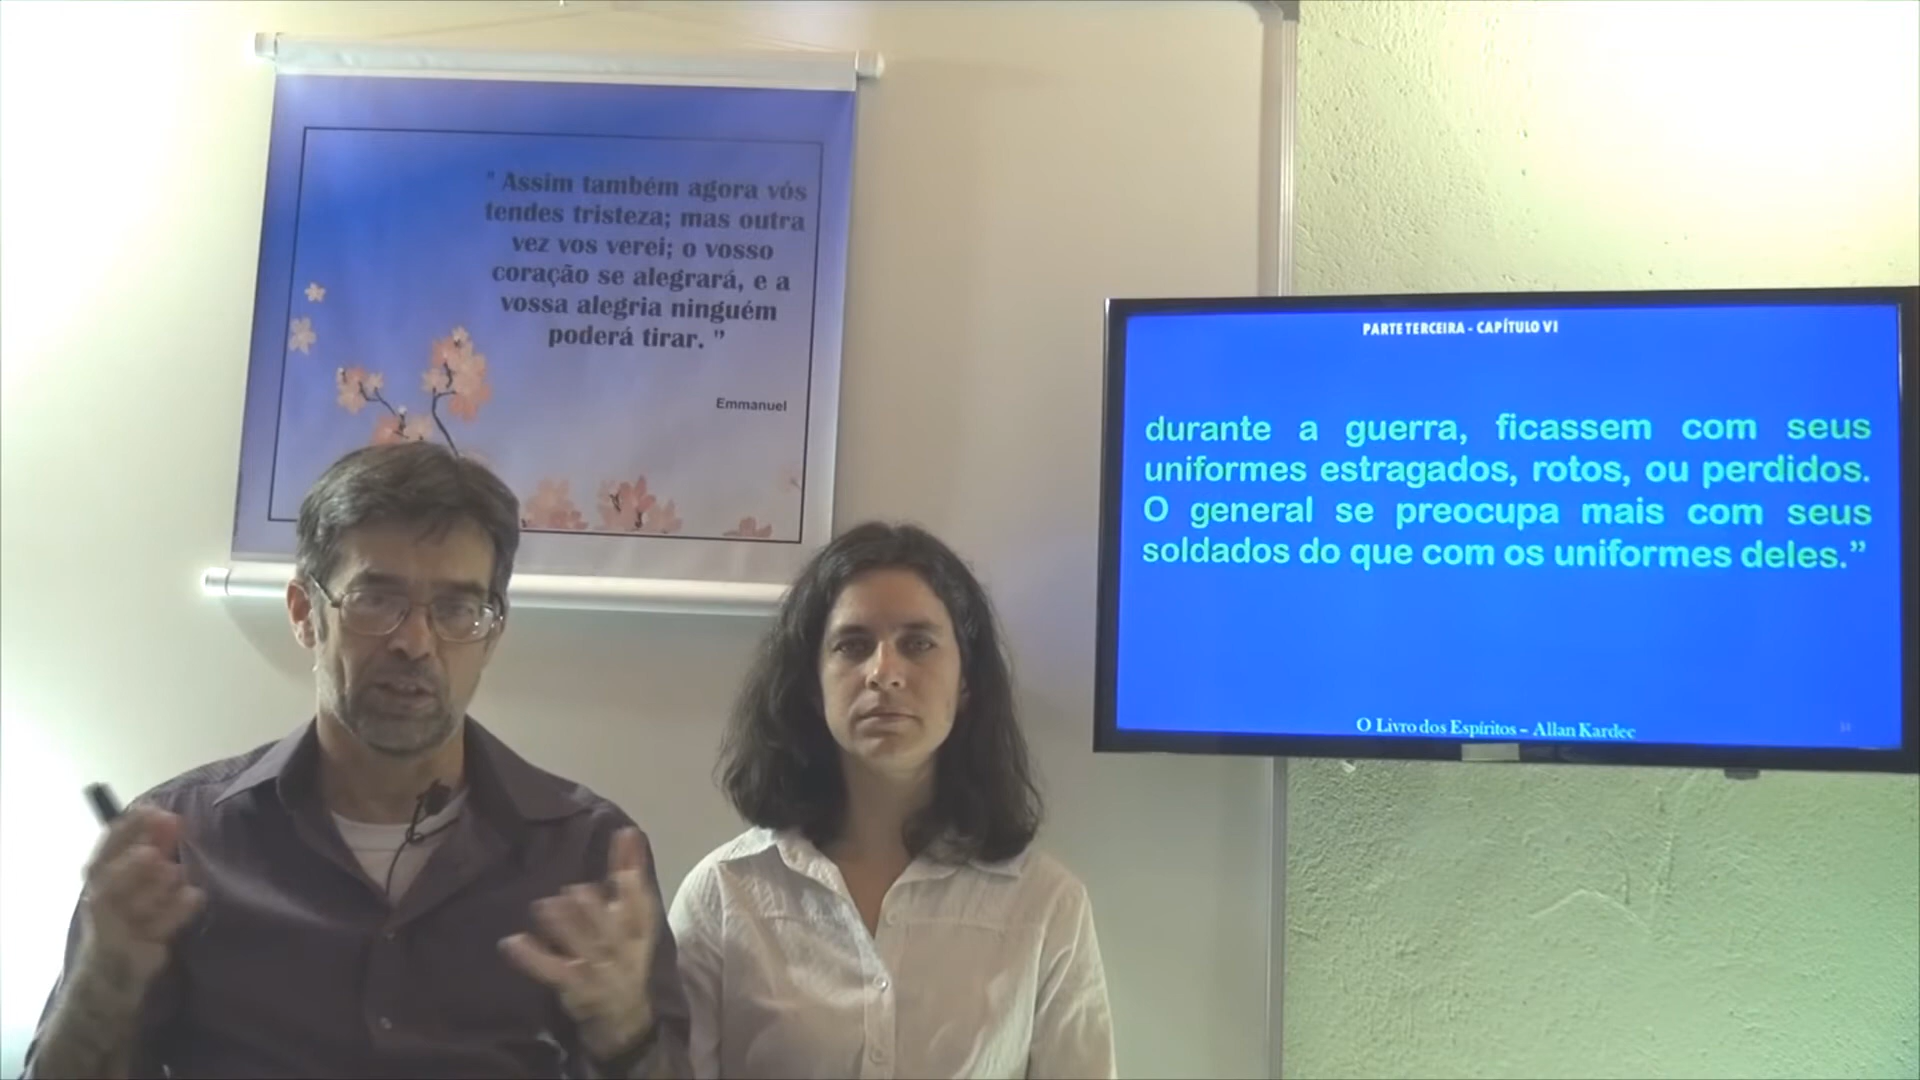 " Assim também agora vós
tendes tristeza; mas outra
vez vos verei; o vosso
coração se alegrará, e a
vossa alegria ninguém
poderá tirar. ”
Emmanuel
PARTE TERCEIRA - CAPÍTULO VI
durante a guerra, ficassem com seus
uniformes estragados, rotos, ou perdidos.
O general se preocupa mais com seus
soldados do que com os uniformes deles.”
O Livro dos Espíritos – Allan Kardec